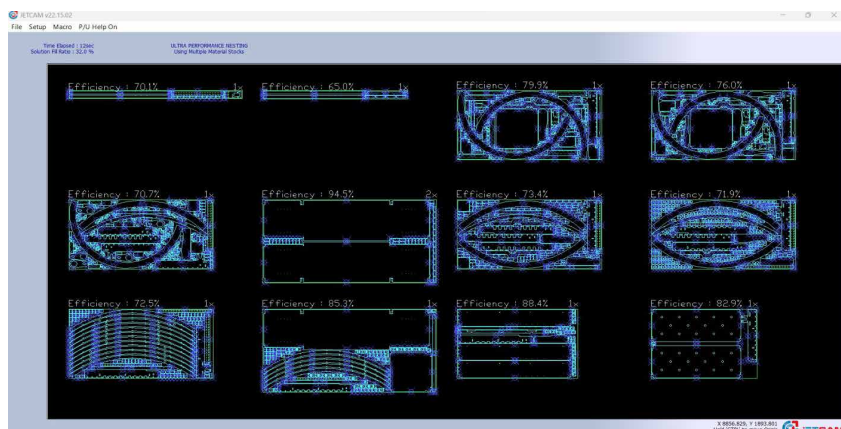 JETCAM v22.15.02
File Setup Macro P/U Help On
Time Elapsed : 12sec
Solution Fill Ratio : 32.0 %
ULTRA PERFORMANCE NESTING
Using Multiple Material Stocks
Efficiency : 70.1% 1x
Efficiency : 65.0% 1x
Efficiency : 79.9% 1x
Efficiency : 76.0% 1x
Efficiency : 70.7% 1x
Efficiency : 94.5% 2x
Efficiency : 73.4% 1x
Efficiency : 71.9% 1x
Efficiency : 72.5% 1x
Efficiency : 85.3% 1x
Efficiency : 88.4% 1x
Efficiency : 82.9% 1x
X 8856.829, Y 1893.801